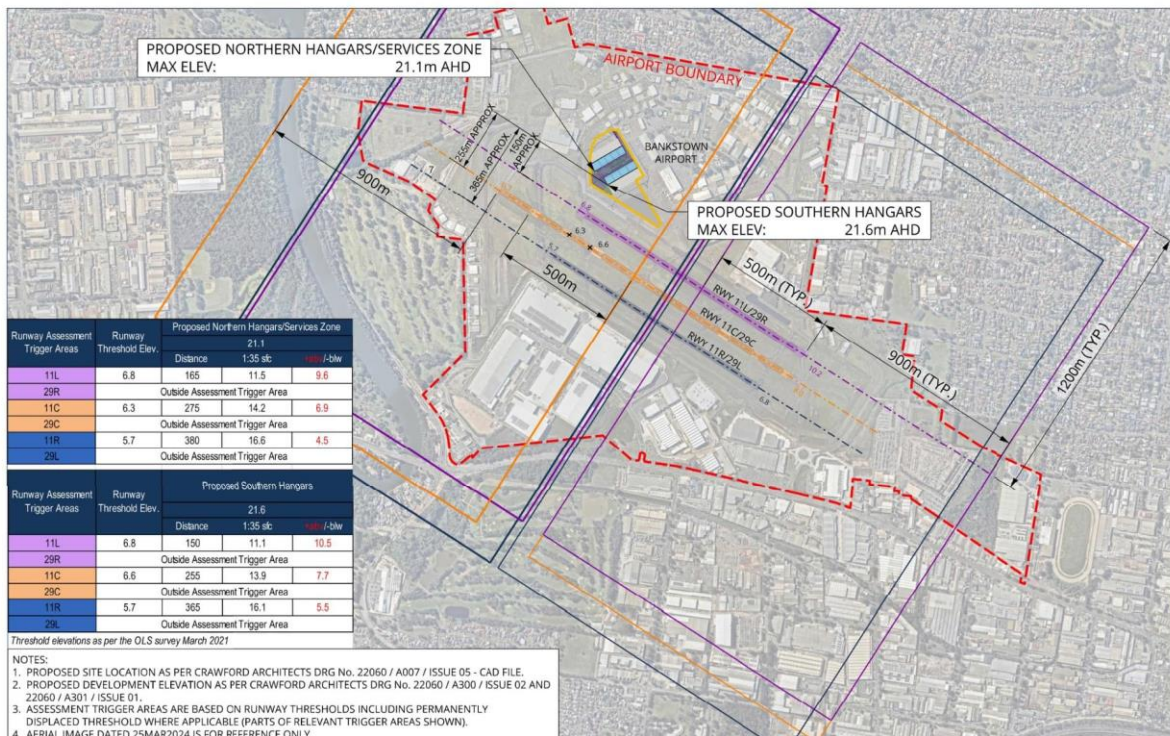 PROPOSED NORTHERN HANGARS/SERVICES ZONE
MAX ELEV: 21.1m AHD
AIRPORT BOUNDARY
BANKSTOWN
AIRPORT
PROPOSED SOUTHERN HANGARS
MAX ELEV: 21.6m AHD
255m APPROX
365m APPROX
150m
APPROX
900m
500m
500m (TYP.)
900m (TYP.)
1200m (TYP.)
6.8
6.3
6.6
5.7
RWY 11L/29R
RWY 11C/29C
RWY 11R/29L
10.2
6.8
Runway Assessment
Trigger Areas
Runway
Threshold Elev.
Proposed Northern Hangars/Services Zone
21.1
Distance 1:35 sfc +abv/-blw
11L 6.8 165 11.5 9.6
29R Outside Assessment Trigger Area
11C 6.3 275 14.2 6.9
29C Outside Assessment Trigger Area
11R 5.7 380 16.6 4.5
29L Outside Assessment Trigger Area
Runway Assessment
Trigger Areas
Runway
Threshold Elev.
Proposed Southern Hangars
21.6
Distance 1:35 sfc +abv/-blw
11L 6.8 150 11.1 10.5
29R Outside Assessment Trigger Area
11C 6.6 255 13.9 7.7
29C Outside Assessment Trigger Area
11R 5.7 365 16.1 5.5
29L Outside Assessment Trigger Area
Threshold elevations as per the OLS survey March 2021
NOTES:
1. PROPOSED SITE LOCATION AS PER CRAWFORD ARCHITECTS DRG No. 22060 / A007 / ISSUE 05 - CAD FILE.
2. PROPOSED DEVELOPMENT ELEVATION AS PER CRAWFORD ARCHITECTS DRG No. 22060 / A300 / ISSUE 02 AND
22060 / A301 / ISSUE 01.
3. ASSESSMENT TRIGGER AREAS ARE BASED ON RUNWAY THRESHOLDS INCLUDING PERMANENTLY
DISPLACED THRESHOLD WHERE APPLICABLE (PARTS OF RELEVANT TRIGGER AREAS SHOWN).
4. AERIAL IMAGE DATED 25MAR2024 IS FOR REFERENCE ONLY.